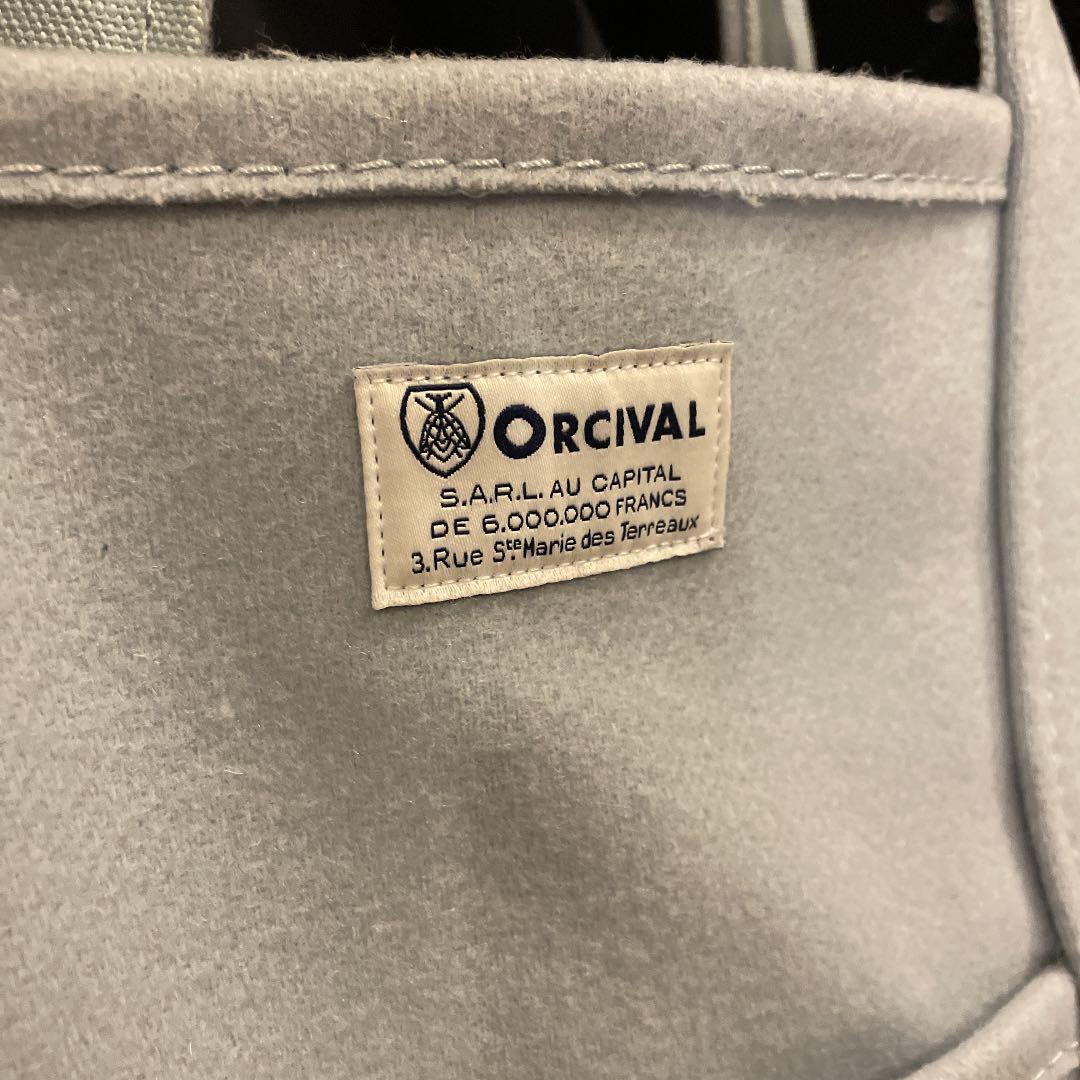 ORCIVAL
S.A.R.L. AU CAPITAL
DE 6.000.000 FRANCS
3.Rue Ste Marie des Terreaux